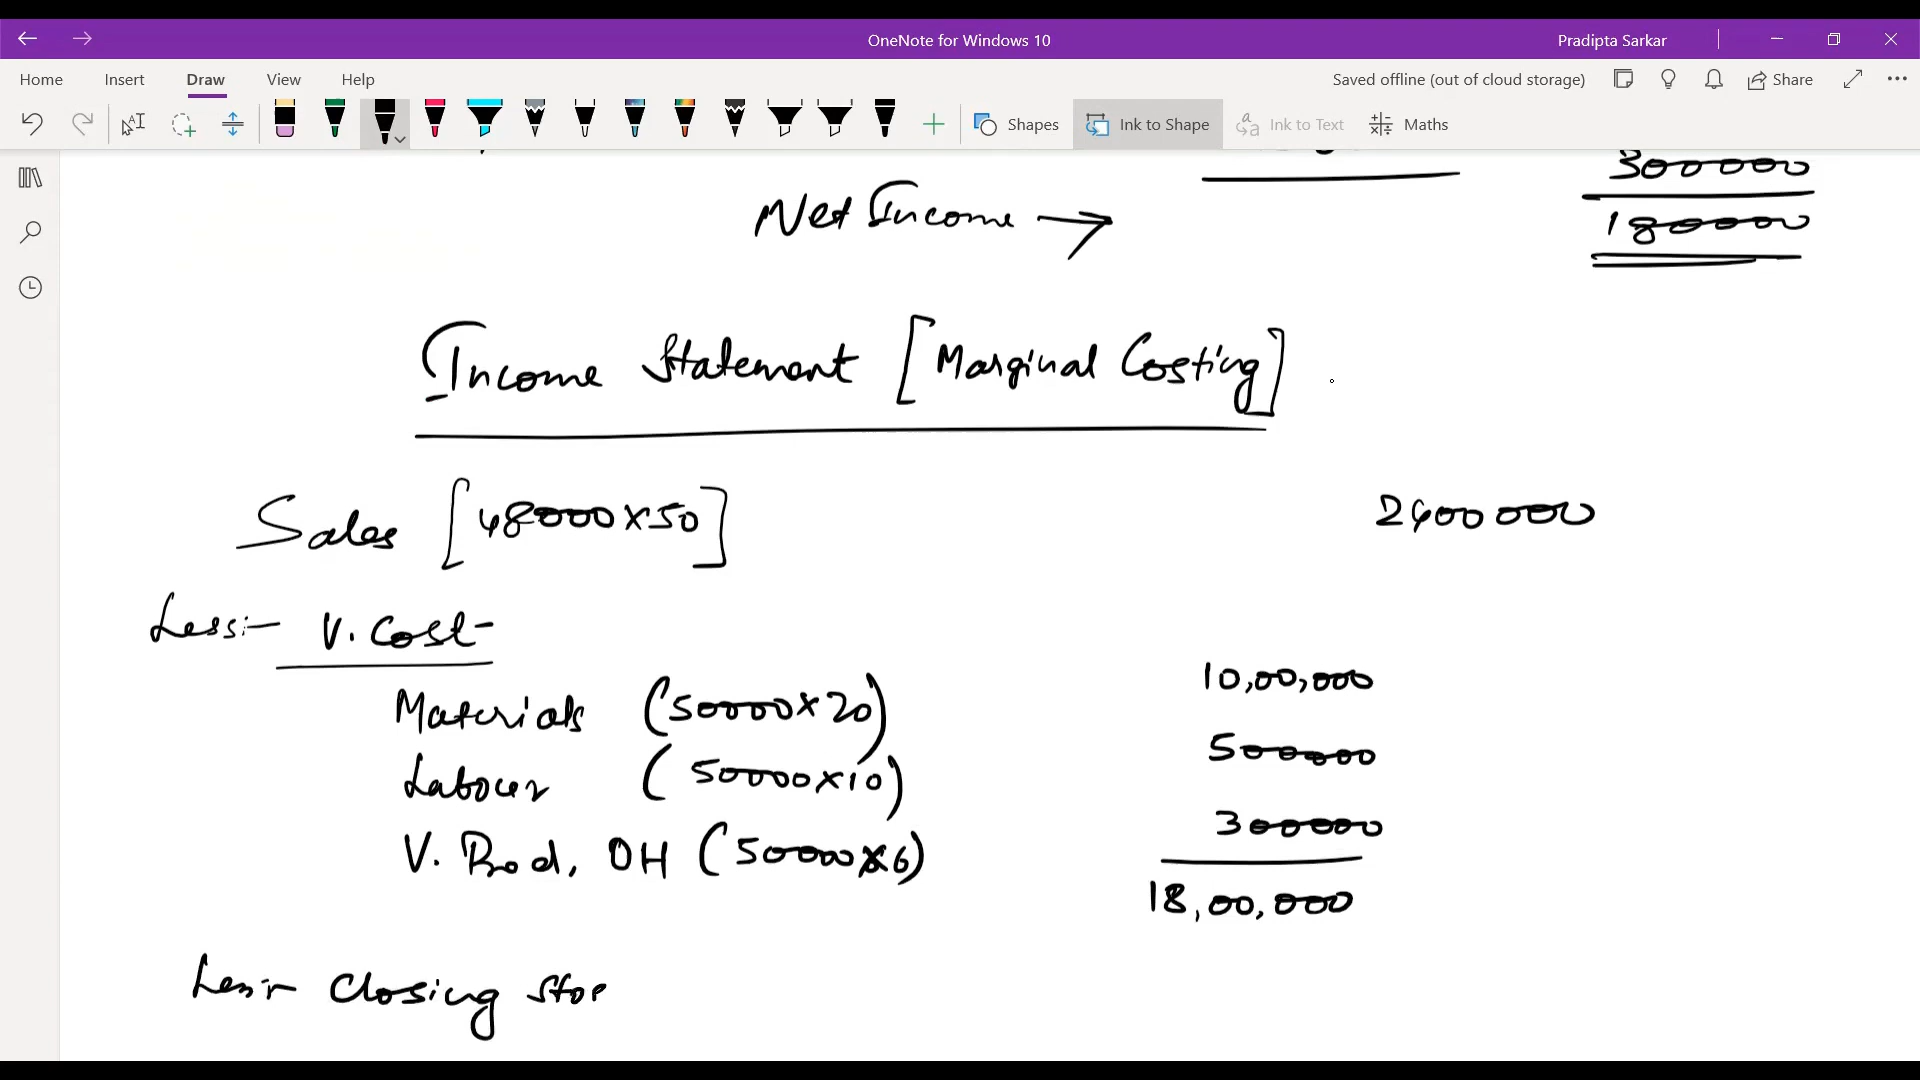 OneNote for Windows 10 Pradipta Sarkar
Home Insert Draw View Help Saved offline (out of cloud storage) Share
Shapes Ink to Shape Ink to Text Maths
300000
Net Income → 180000
Income Statement [Marginal Costing]
Sales [48000×50] 2400000
Less:- V. Cost-
Materials (50000×20) 10,00,000
Labour (50000×10) 500000
V. Prod, OH (50000×6) 300000
18,00,000
Less:- Closing Stoc